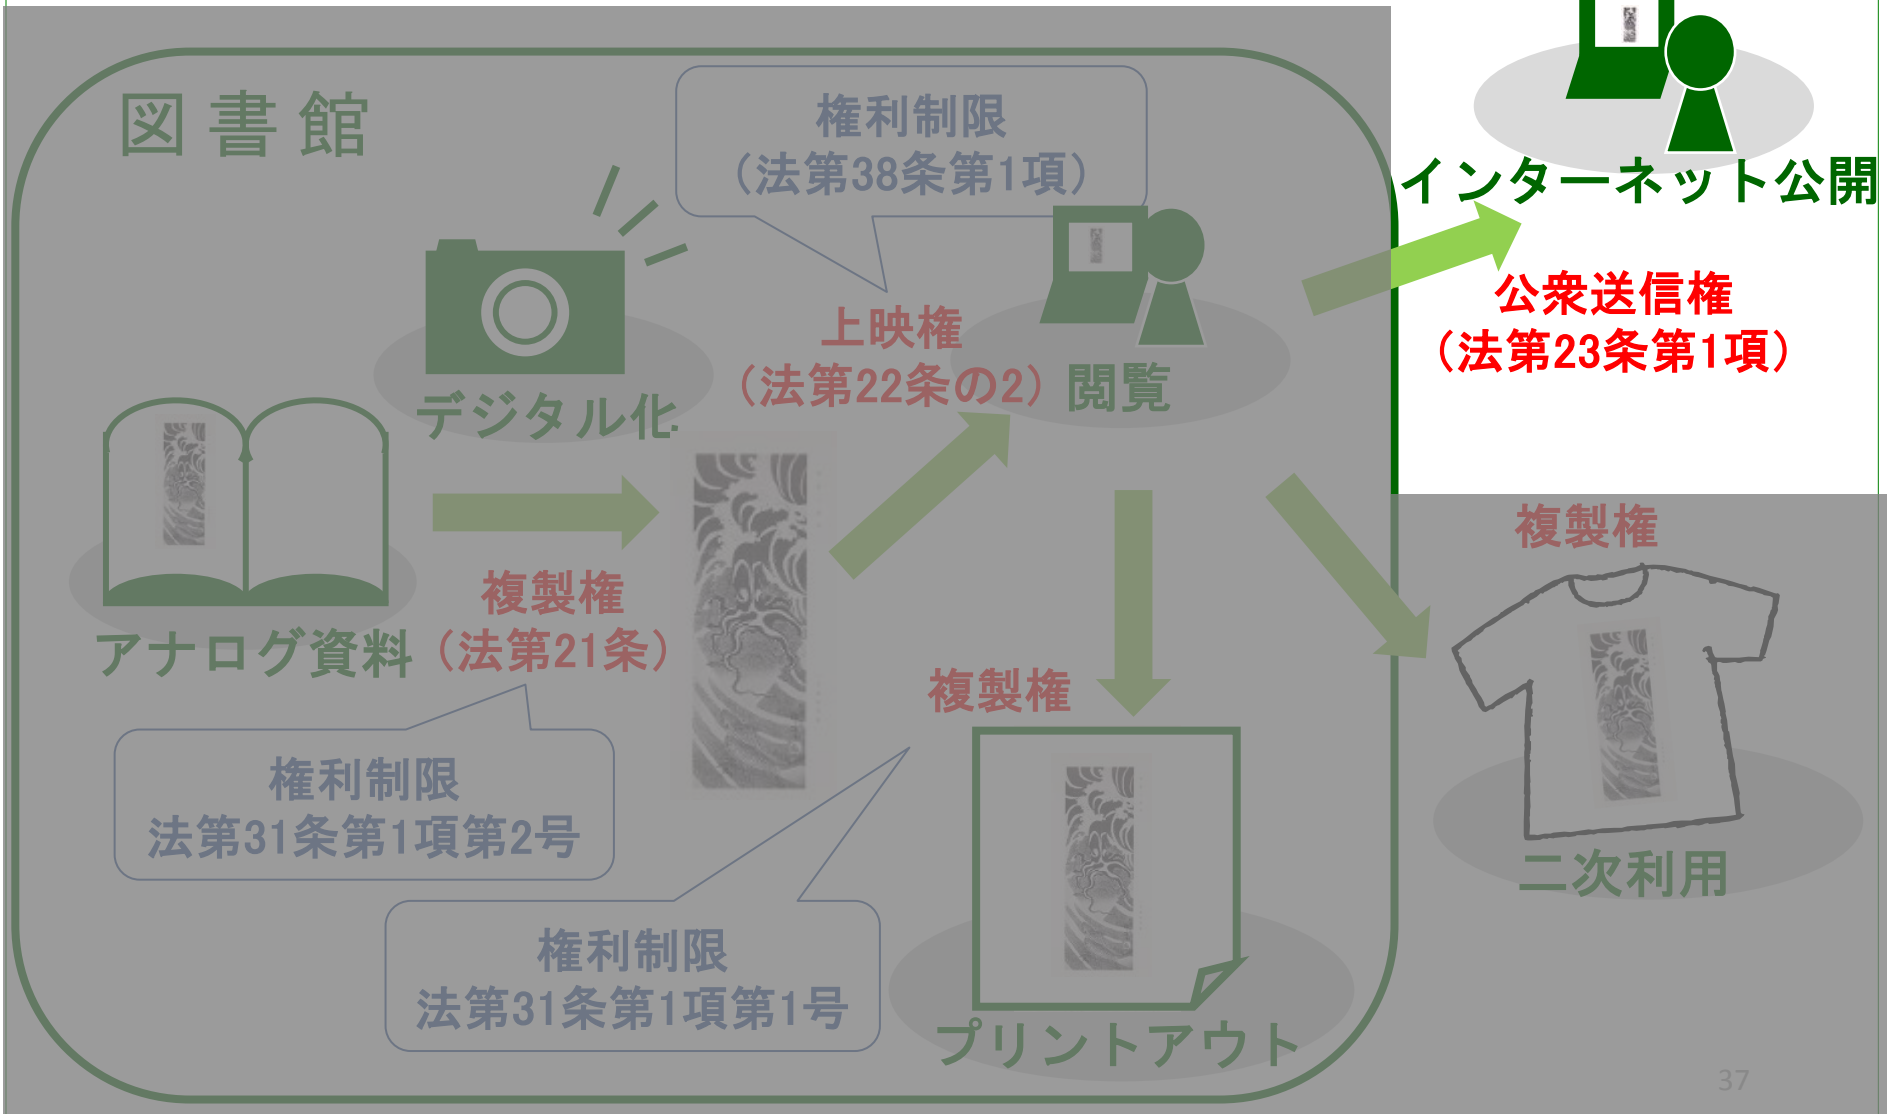 図書館
権利制限
（法第38条第1項）
インターネット公開
公衆送信権
（法第23条第1項）
上映権
（法第22条の2）
閲覧
デジタル化
複製権
（法第21条）
アナログ資料
複製権
複製権
権利制限
法第31条第1項第2号
二次利用
権利制限
法第31条第1項第1号
プリントアウト
37